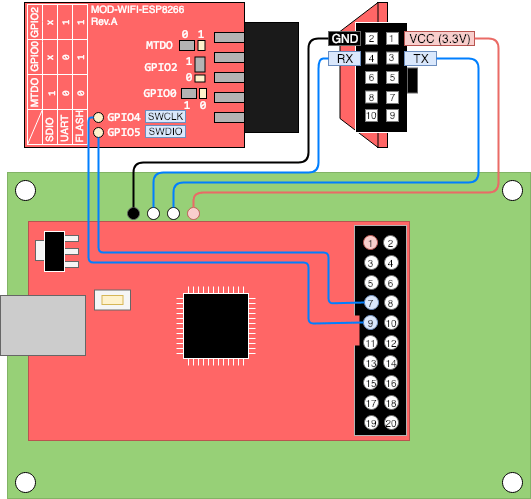 MOD-WIFI-ESP8266
Rev.A
MTDO GPIO0 GPIO2
x x 1 0
1 0 0
SDIO UART FLASH
0 1
MTDO
1
GPIO2
0
GPIO0
1 0
GPIO4 SWCLK
GPIO5 SWDIO
GND 2 1 VCC (3.3V)
RX 4 3 TX
6 5
8 7
10 9
1 2
3 4
5 6
7 8
9 10
11 12
13 14
15 16
17 18
19 20